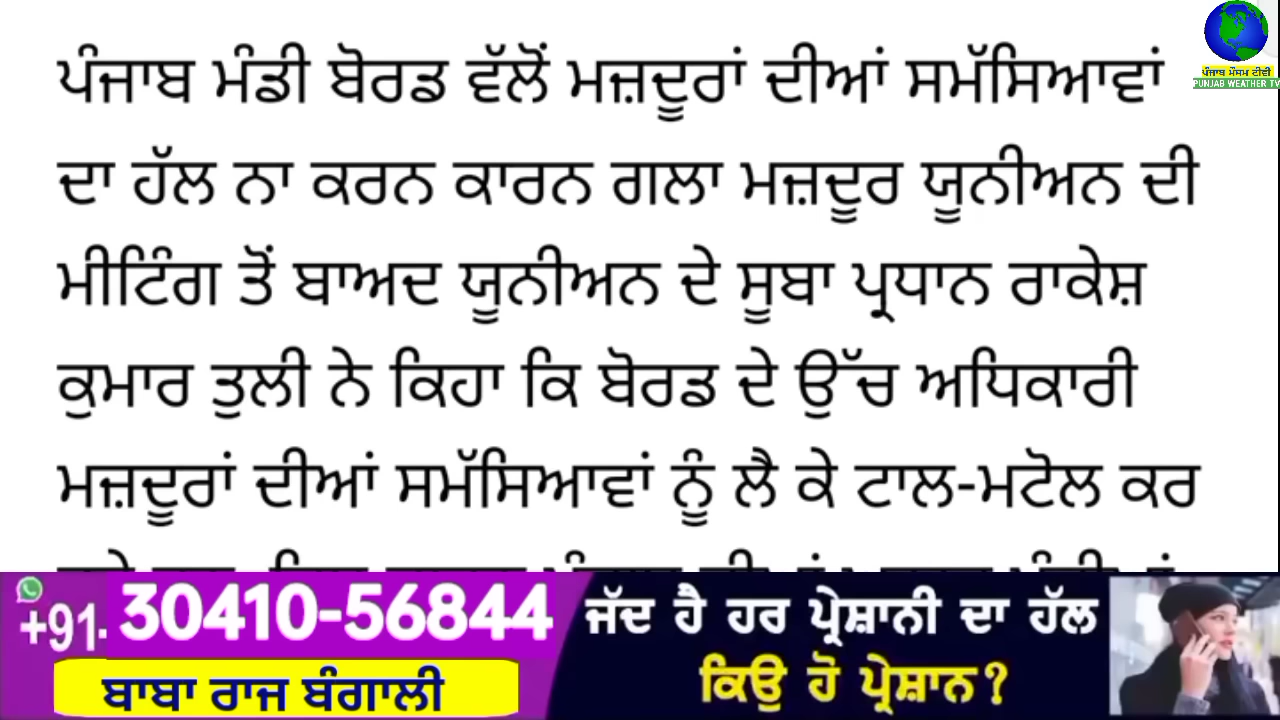 ਪੰਜਾਬ ਮੰਡੀ ਬੋਰਡ ਵੱਲੋਂ ਮਜ਼ਦੂਰਾਂ ਦੀਆਂ ਸਮੱਸਿਆਵਾਂ
ਦਾ ਹੱਲ ਨਾ ਕਰਨ ਕਾਰਨ ਗਲਾ ਮਜ਼ਦੂਰ ਯੂਨੀਅਨ ਦੀ
ਮੀਟਿੰਗ ਤੋਂ ਬਾਅਦ ਯੂਨੀਅਨ ਦੇ ਸੂਬਾ ਪ੍ਰਧਾਨ ਰਾਕੇਸ਼
ਕੁਮਾਰ ਤੁਲੀ ਨੇ ਕਿਹਾ ਕਿ ਬੋਰਡ ਦੇ ਉੱਚ ਅਧਿਕਾਰੀ
ਮਜ਼ਦੂਰਾਂ ਦੀਆਂ ਸਮੱਸਿਆਵਾਂ ਨੂੰ ਲੈ ਕੇ ਟਾਲ-ਮਟੋਲ ਕਰ
ਪੰਜਾਬ ਮੌਸਮ ਟੀਵੀ
PUNJAB WEATHER TV
+91-30410-56844
ਬਾਬਾ ਰਾਜ ਬੰਗਾਲੀ
ਜੱਦ ਹੈ ਹਰ ਪ੍ਰੇਸ਼ਾਨੀ ਦਾ ਹੱਲ
ਕਿਉ ਹੋ ਪ੍ਰੇਸ਼ਾਨ?